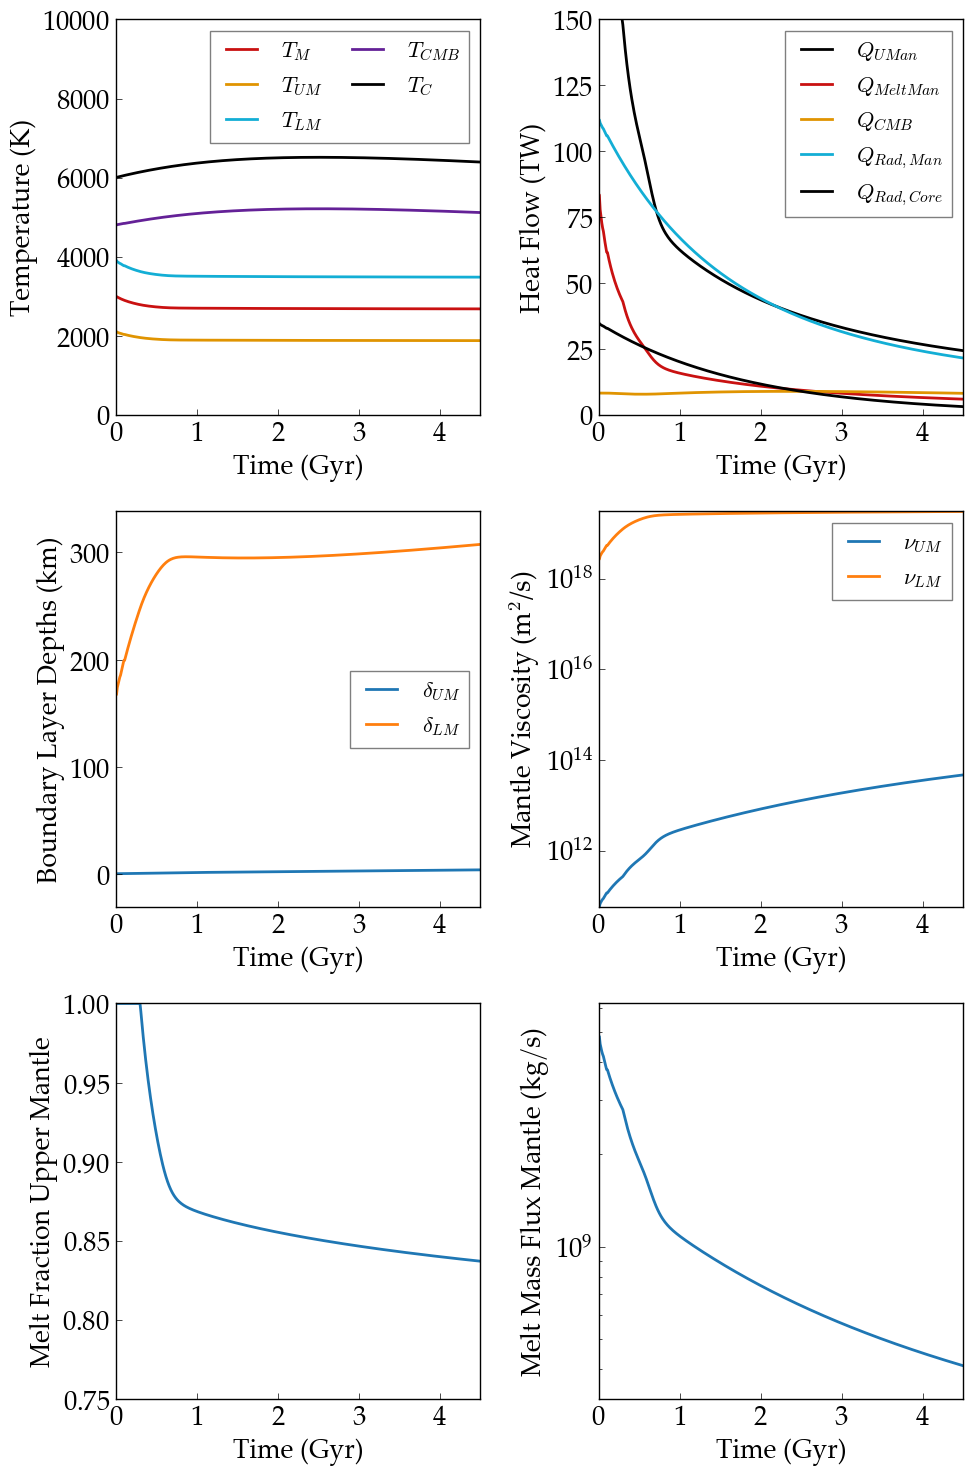 10000
8000
6000
4000
2000
0
Temperature (K)
T_M
T_UM
T_LM
T_CMB
T_C
0 1 2 3 4
Time (Gyr)
150
125
100
75
50
25
0
Heat Flow (TW)
Q_UMan
Q_MeltMan
Q_CMB
Q_Rad,Man
Q_Rad,Core
0 1 2 3 4
Time (Gyr)
300
200
100
0
Boundary Layer Depths (km)
δ_UM
δ_LM
0 1 2 3 4
Time (Gyr)
10^18
10^16
10^14
10^12
Mantle Viscosity (m^2/s)
ν_UM
ν_LM
0 1 2 3 4
Time (Gyr)
1.00
0.95
0.90
0.85
0.80
0.75
Melt Fraction Upper Mantle
0 1 2 3 4
Time (Gyr)
10^9
Melt Mass Flux Mantle (kg/s)
0 1 2 3 4
Time (Gyr)